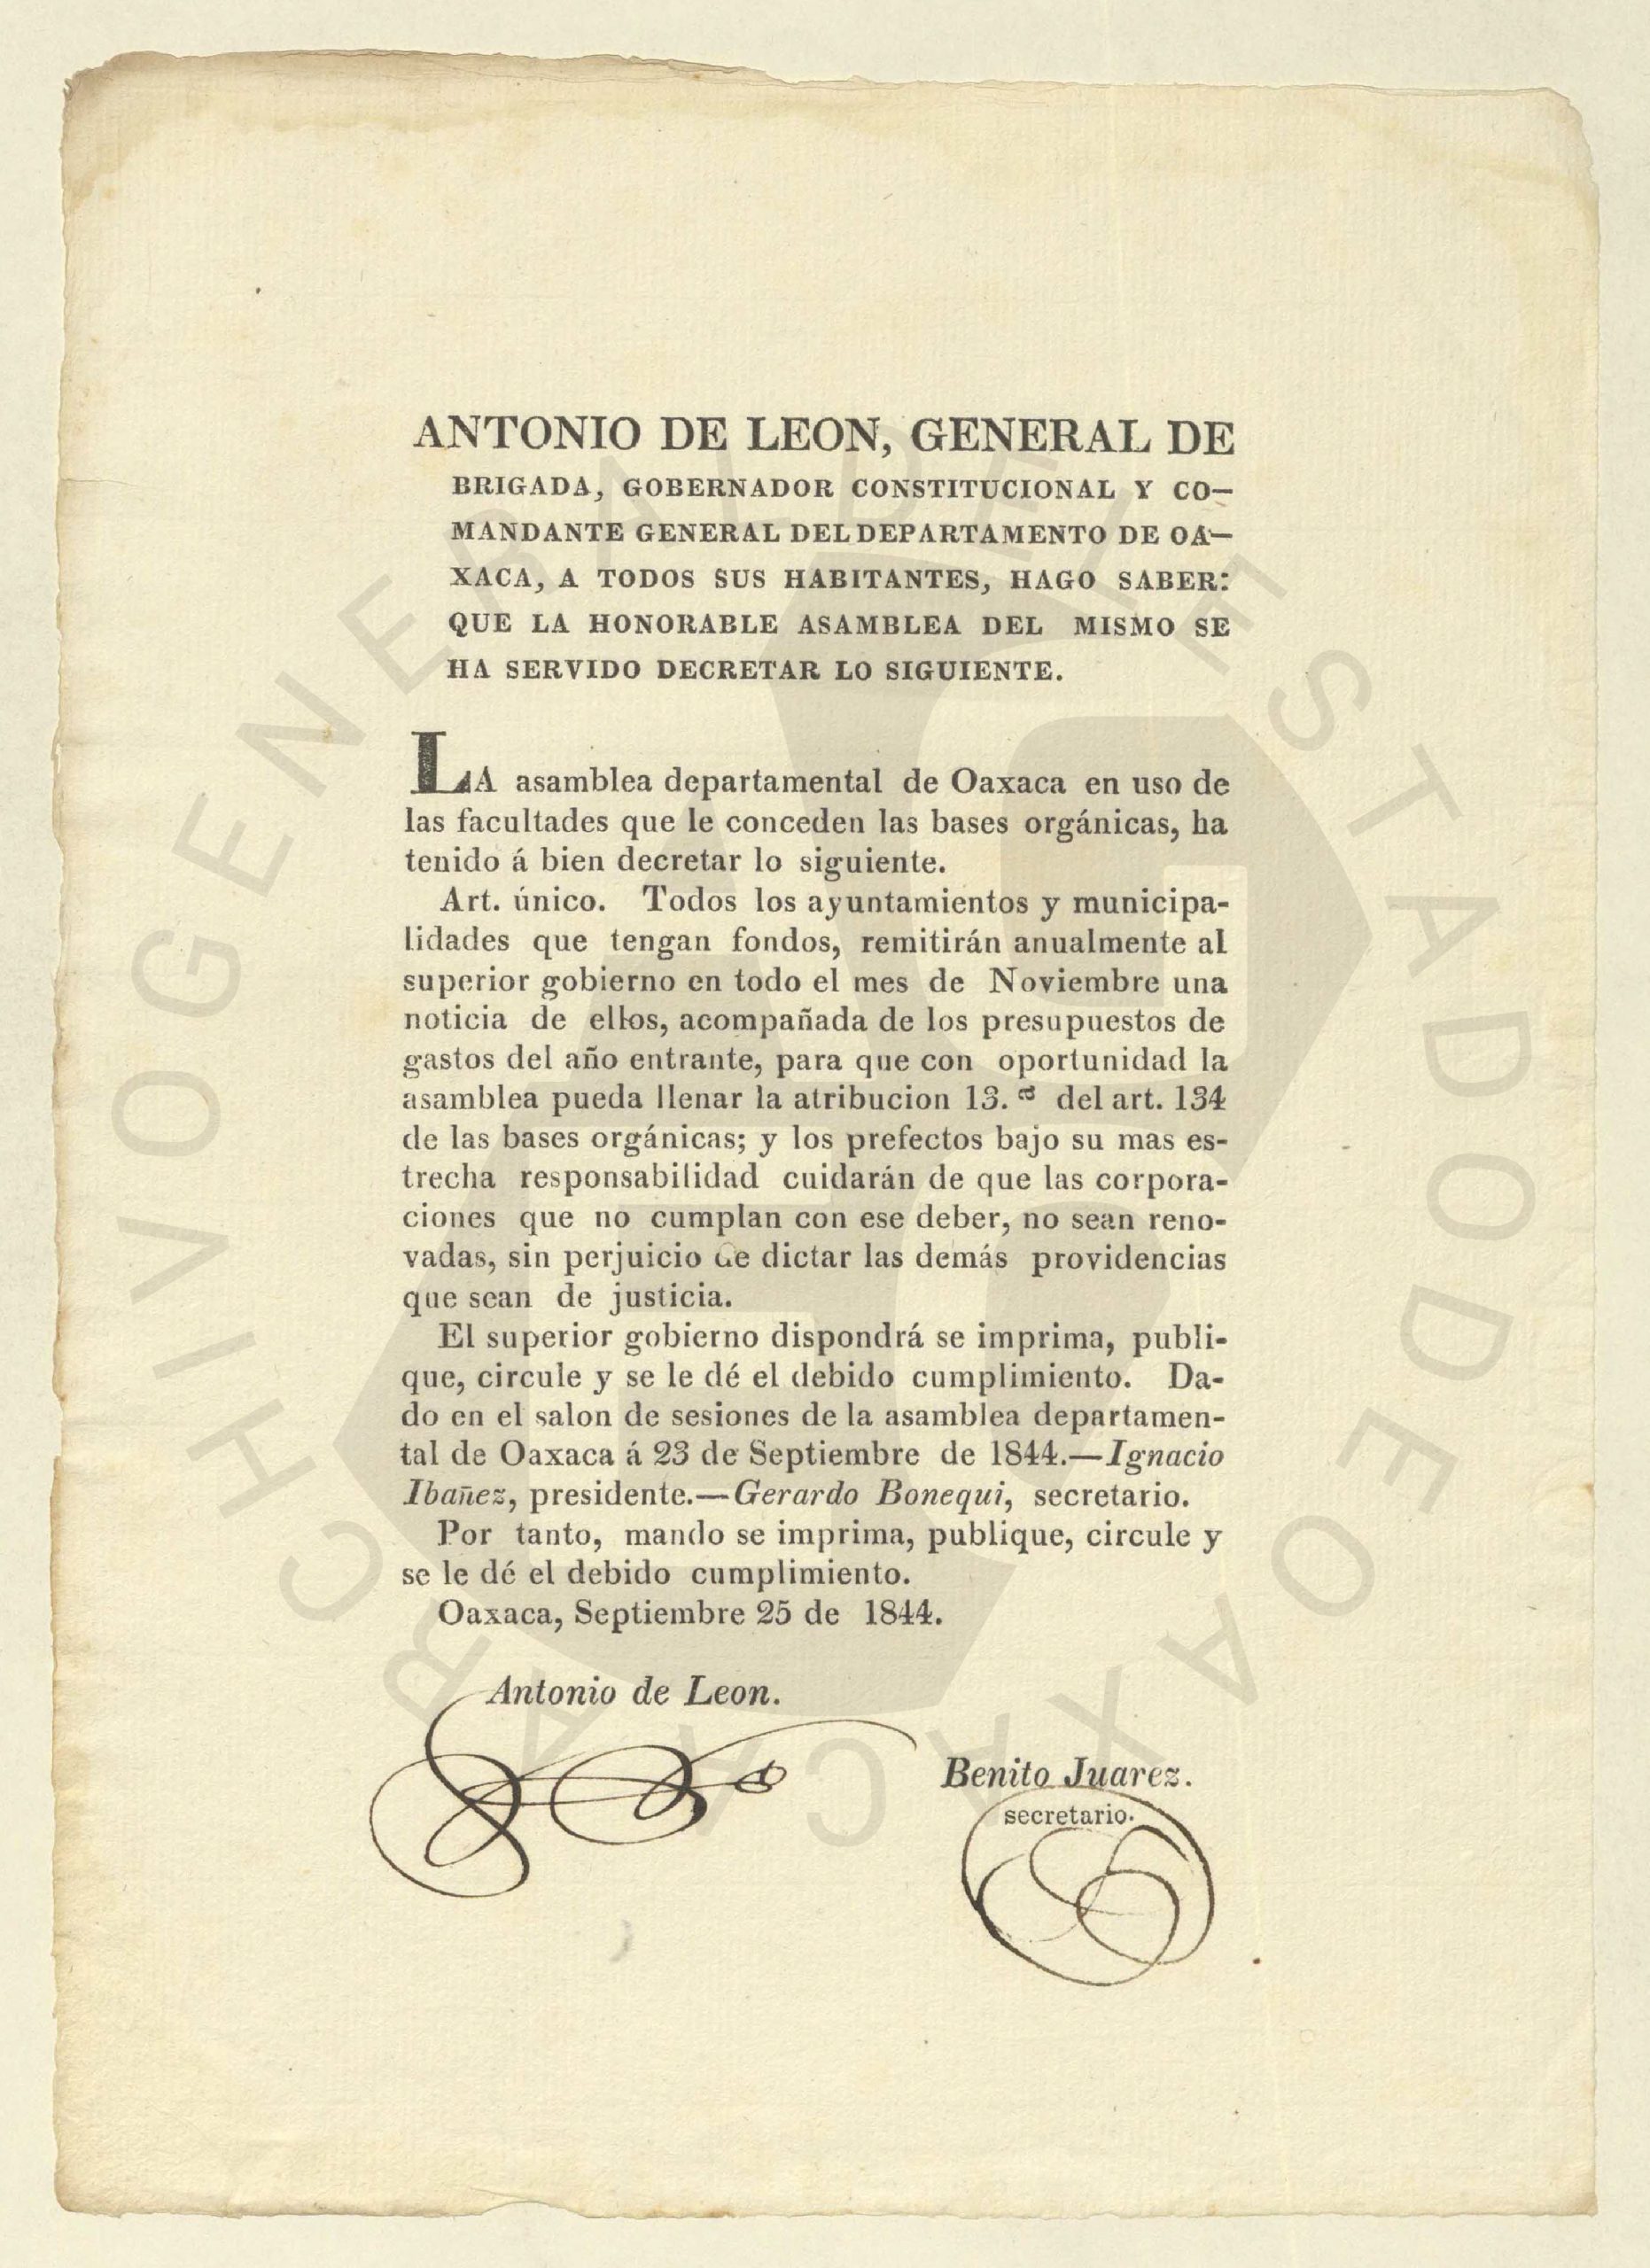 ANTONIO DE LEON, GENERAL DE
BRIGADA, GOBERNADOR CONSTITUCIONAL Y CO—
MANDANTE GENERAL DEL DEPARTAMENTO DE OA—
XACA, A TODOS SUS HABITANTES, HAGO SABER:
QUE LA HONORABLE ASAMBLEA DEL MISMO SE
HA SERVIDO DECRETAR LO SIGUIENTE.
LA asamblea departamental de Oaxaca en uso de
las facultades que le conceden las bases orgánicas, ha
tenido á bien decretar lo siguiente.
Art. único. Todos los ayuntamientos y municipa-
lidades que tengan fondos, remitirán anualmente al
superior gobierno en todo el mes de Noviembre una
noticia de ellos, acompañada de los presupuestos de
gastos del año entrante, para que con oportunidad la
asamblea pueda llenar la atribucion 13.ª del art. 134
de las bases orgánicas; y los prefectos bajo su mas es-
trecha responsabilidad cuidarán de que las corpora-
ciones que no cumplan con ese deber, no sean reno-
vadas, sin perjuicio de dictar las demás providencias
que sean de justicia.
El superior gobierno dispondrá se imprima, publi-
que, circule y se le dé el debido cumplimiento. Da-
do en el salon de sesiones de la asamblea departamen-
tal de Oaxaca á 23 de Septiembre de 1844.—Ignacio
Ibañez, presidente.—Gerardo Bonequi, secretario.
Por tanto, mando se imprima, publique, circule y
se le dé el debido cumplimiento.
Oaxaca, Septiembre 25 de 1844.
Antonio de Leon.
Benito Juarez.
secretario.
ARCHIVO GENERAL DEL ESTADO DE OAXACA